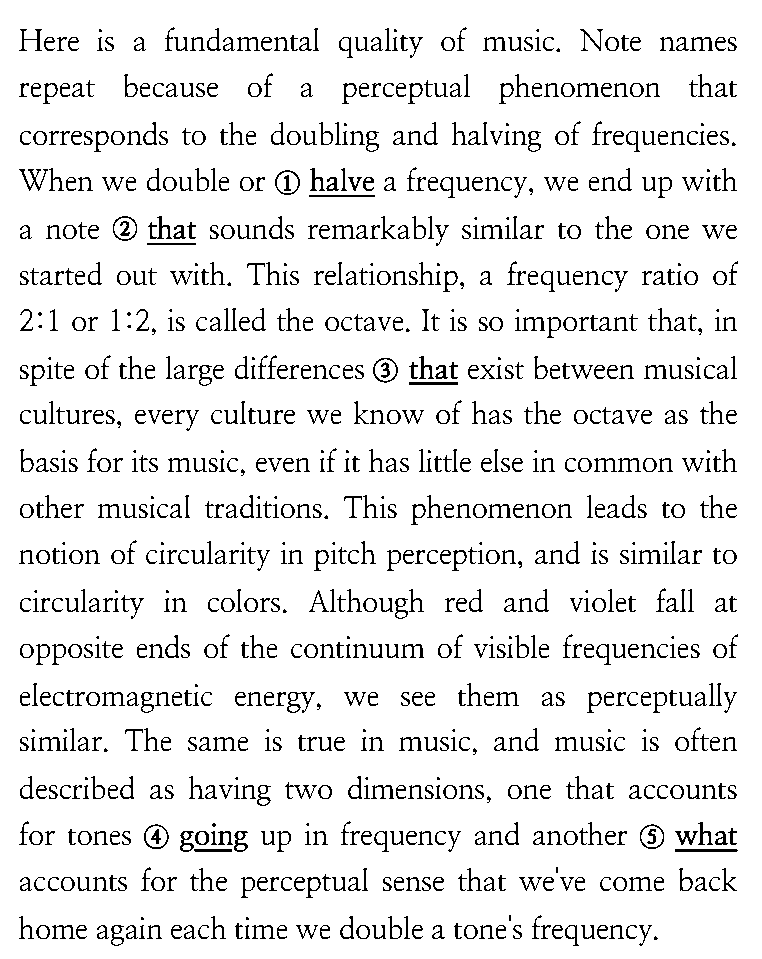 Here is a fundamental quality of music. Note names
repeat because of a perceptual phenomenon that
corresponds to the doubling and halving of frequencies.
When we double or ① halve a frequency, we end up with
a note ② that sounds remarkably similar to the one we
started out with. This relationship, a frequency ratio of
2:1 or 1:2, is called the octave. It is so important that, in
spite of the large differences ③ that exist between musical
cultures, every culture we know of has the octave as the
basis for its music, even if it has little else in common with
other musical traditions. This phenomenon leads to the
notion of circularity in pitch perception, and is similar to
circularity in colors. Although red and violet fall at
opposite ends of the continuum of visible frequencies of
electromagnetic energy, we see them as perceptually
similar. The same is true in music, and music is often
described as having two dimensions, one that accounts
for tones ④ going up in frequency and another ⑤ what
accounts for the perceptual sense that we've come back
home again each time we double a tone's frequency.